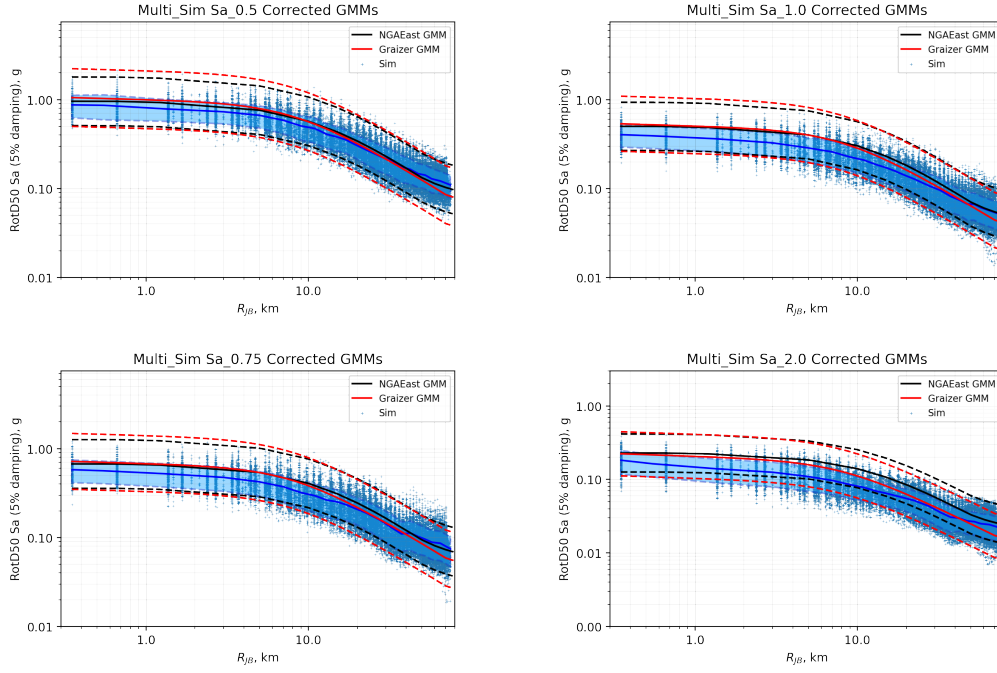 Multi_Sim Sa_0.5 Corrected GMMs
RotD50 Sa (5% damping), g
1.00
0.10
0.01
1.0
10.0
R_JB, km
NGAEast GMM
Graizer GMM
Sim
Multi_Sim Sa_1.0 Corrected GMMs
RotD50 Sa (5% damping), g
1.00
0.10
0.01
1.0
10.0
R_JB, km
NGAEast GMM
Graizer GMM
Sim
Multi_Sim Sa_0.75 Corrected GMMs
RotD50 Sa (5% damping), g
1.00
0.10
0.01
1.0
10.0
R_JB, km
NGAEast GMM
Graizer GMM
Sim
Multi_Sim Sa_2.0 Corrected GMMs
RotD50 Sa (5% damping), g
1.00
0.10
0.01
0.00
1.0
10.0
R_JB, km
NGAEast GMM
Graizer GMM
Sim